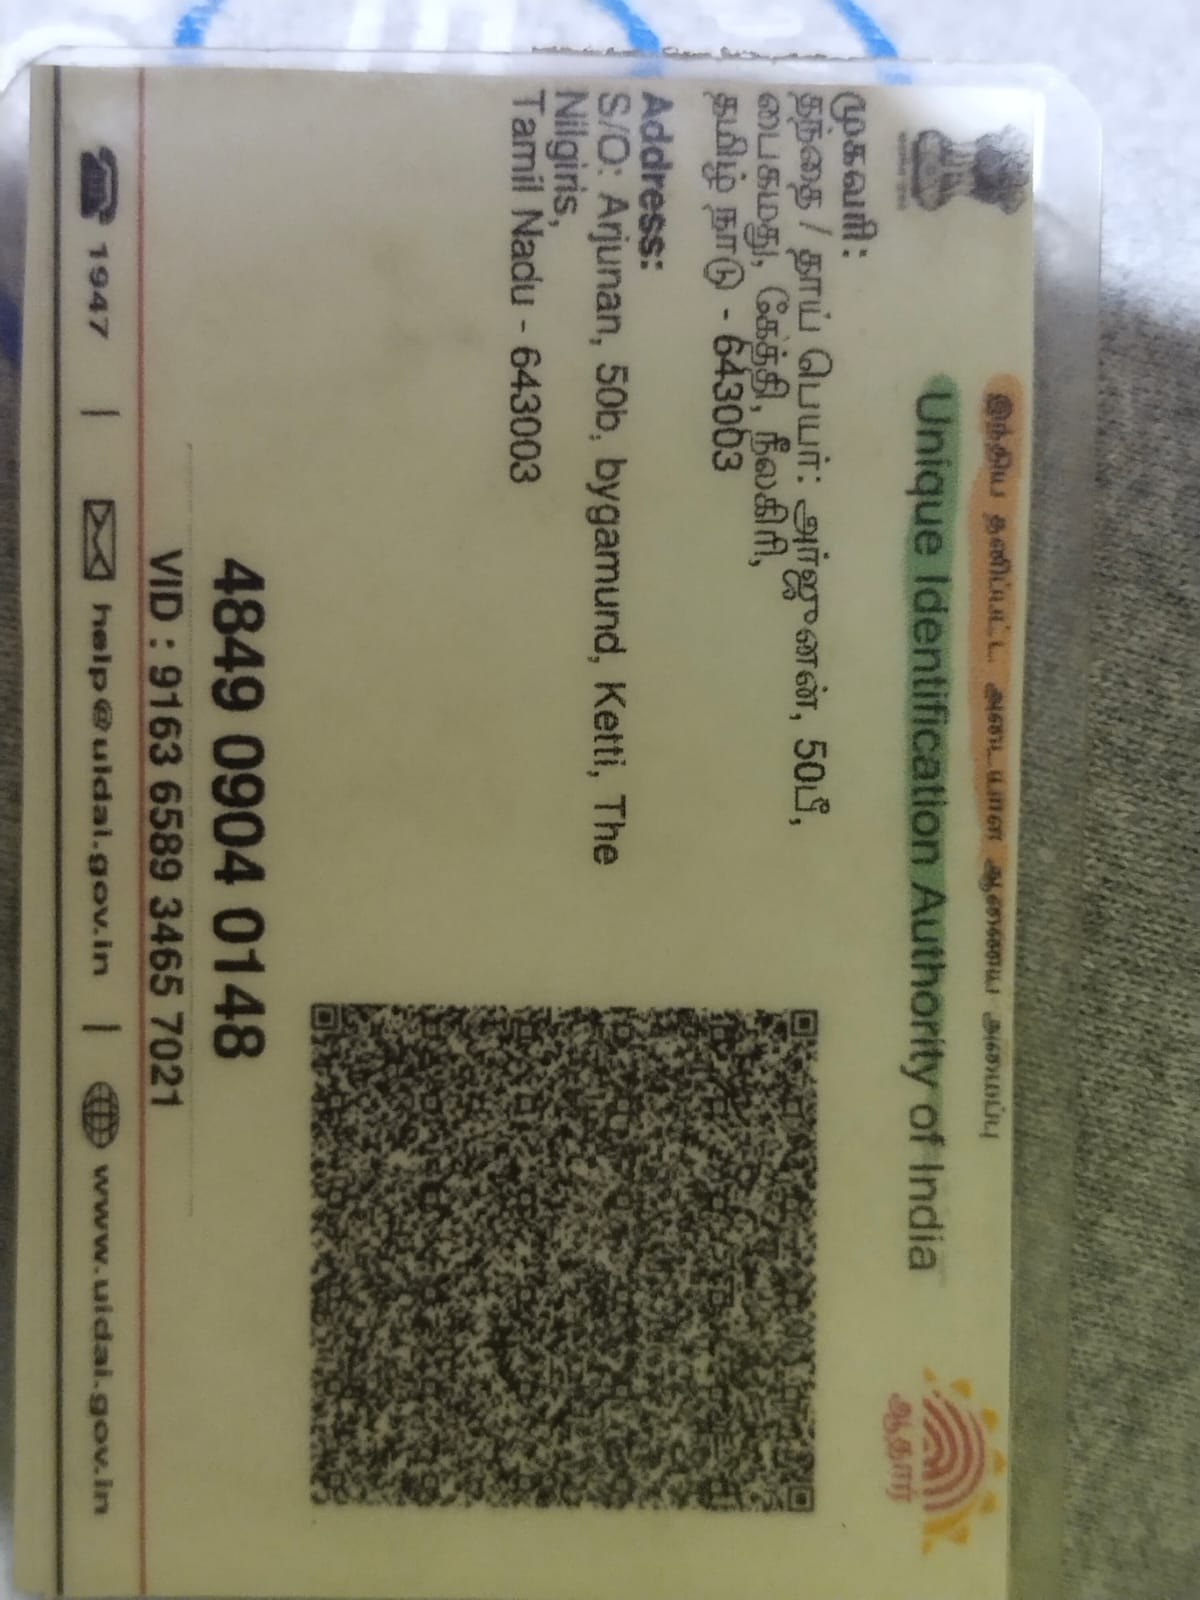 இந்திய தனிப்பட்ட அடையாள ஆணைய அமைப்பு
Unique Identification Authority of India
ஆதார்
முகவரி:
தந்தை / தாய் பெயர்: அர்ஜுனன், 50பீ,
பைகமது, கேத்தி, நீலகிரி,
தமிழ் நாடு - 643003
Address:
S/O: Arjunan, 50b, bygamund, Ketti, The
Nilgiris,
Tamil Nadu - 643003
4849 0904 0148
VID : 9163 6589 3465 7021
1947 | help@uidai.gov.in | www.uidai.gov.in